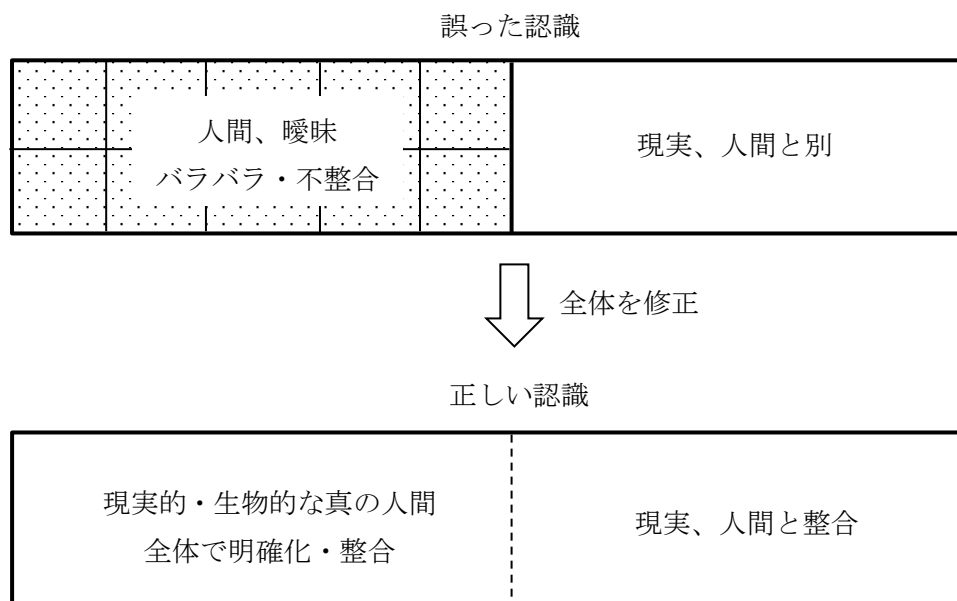 誤った認識
人間、曖昧
バラバラ・不整合
現実、人間と別
全体を修正
正しい認識
現実的・生物的な真の人間
全体で明確化・整合
現実、人間と整合